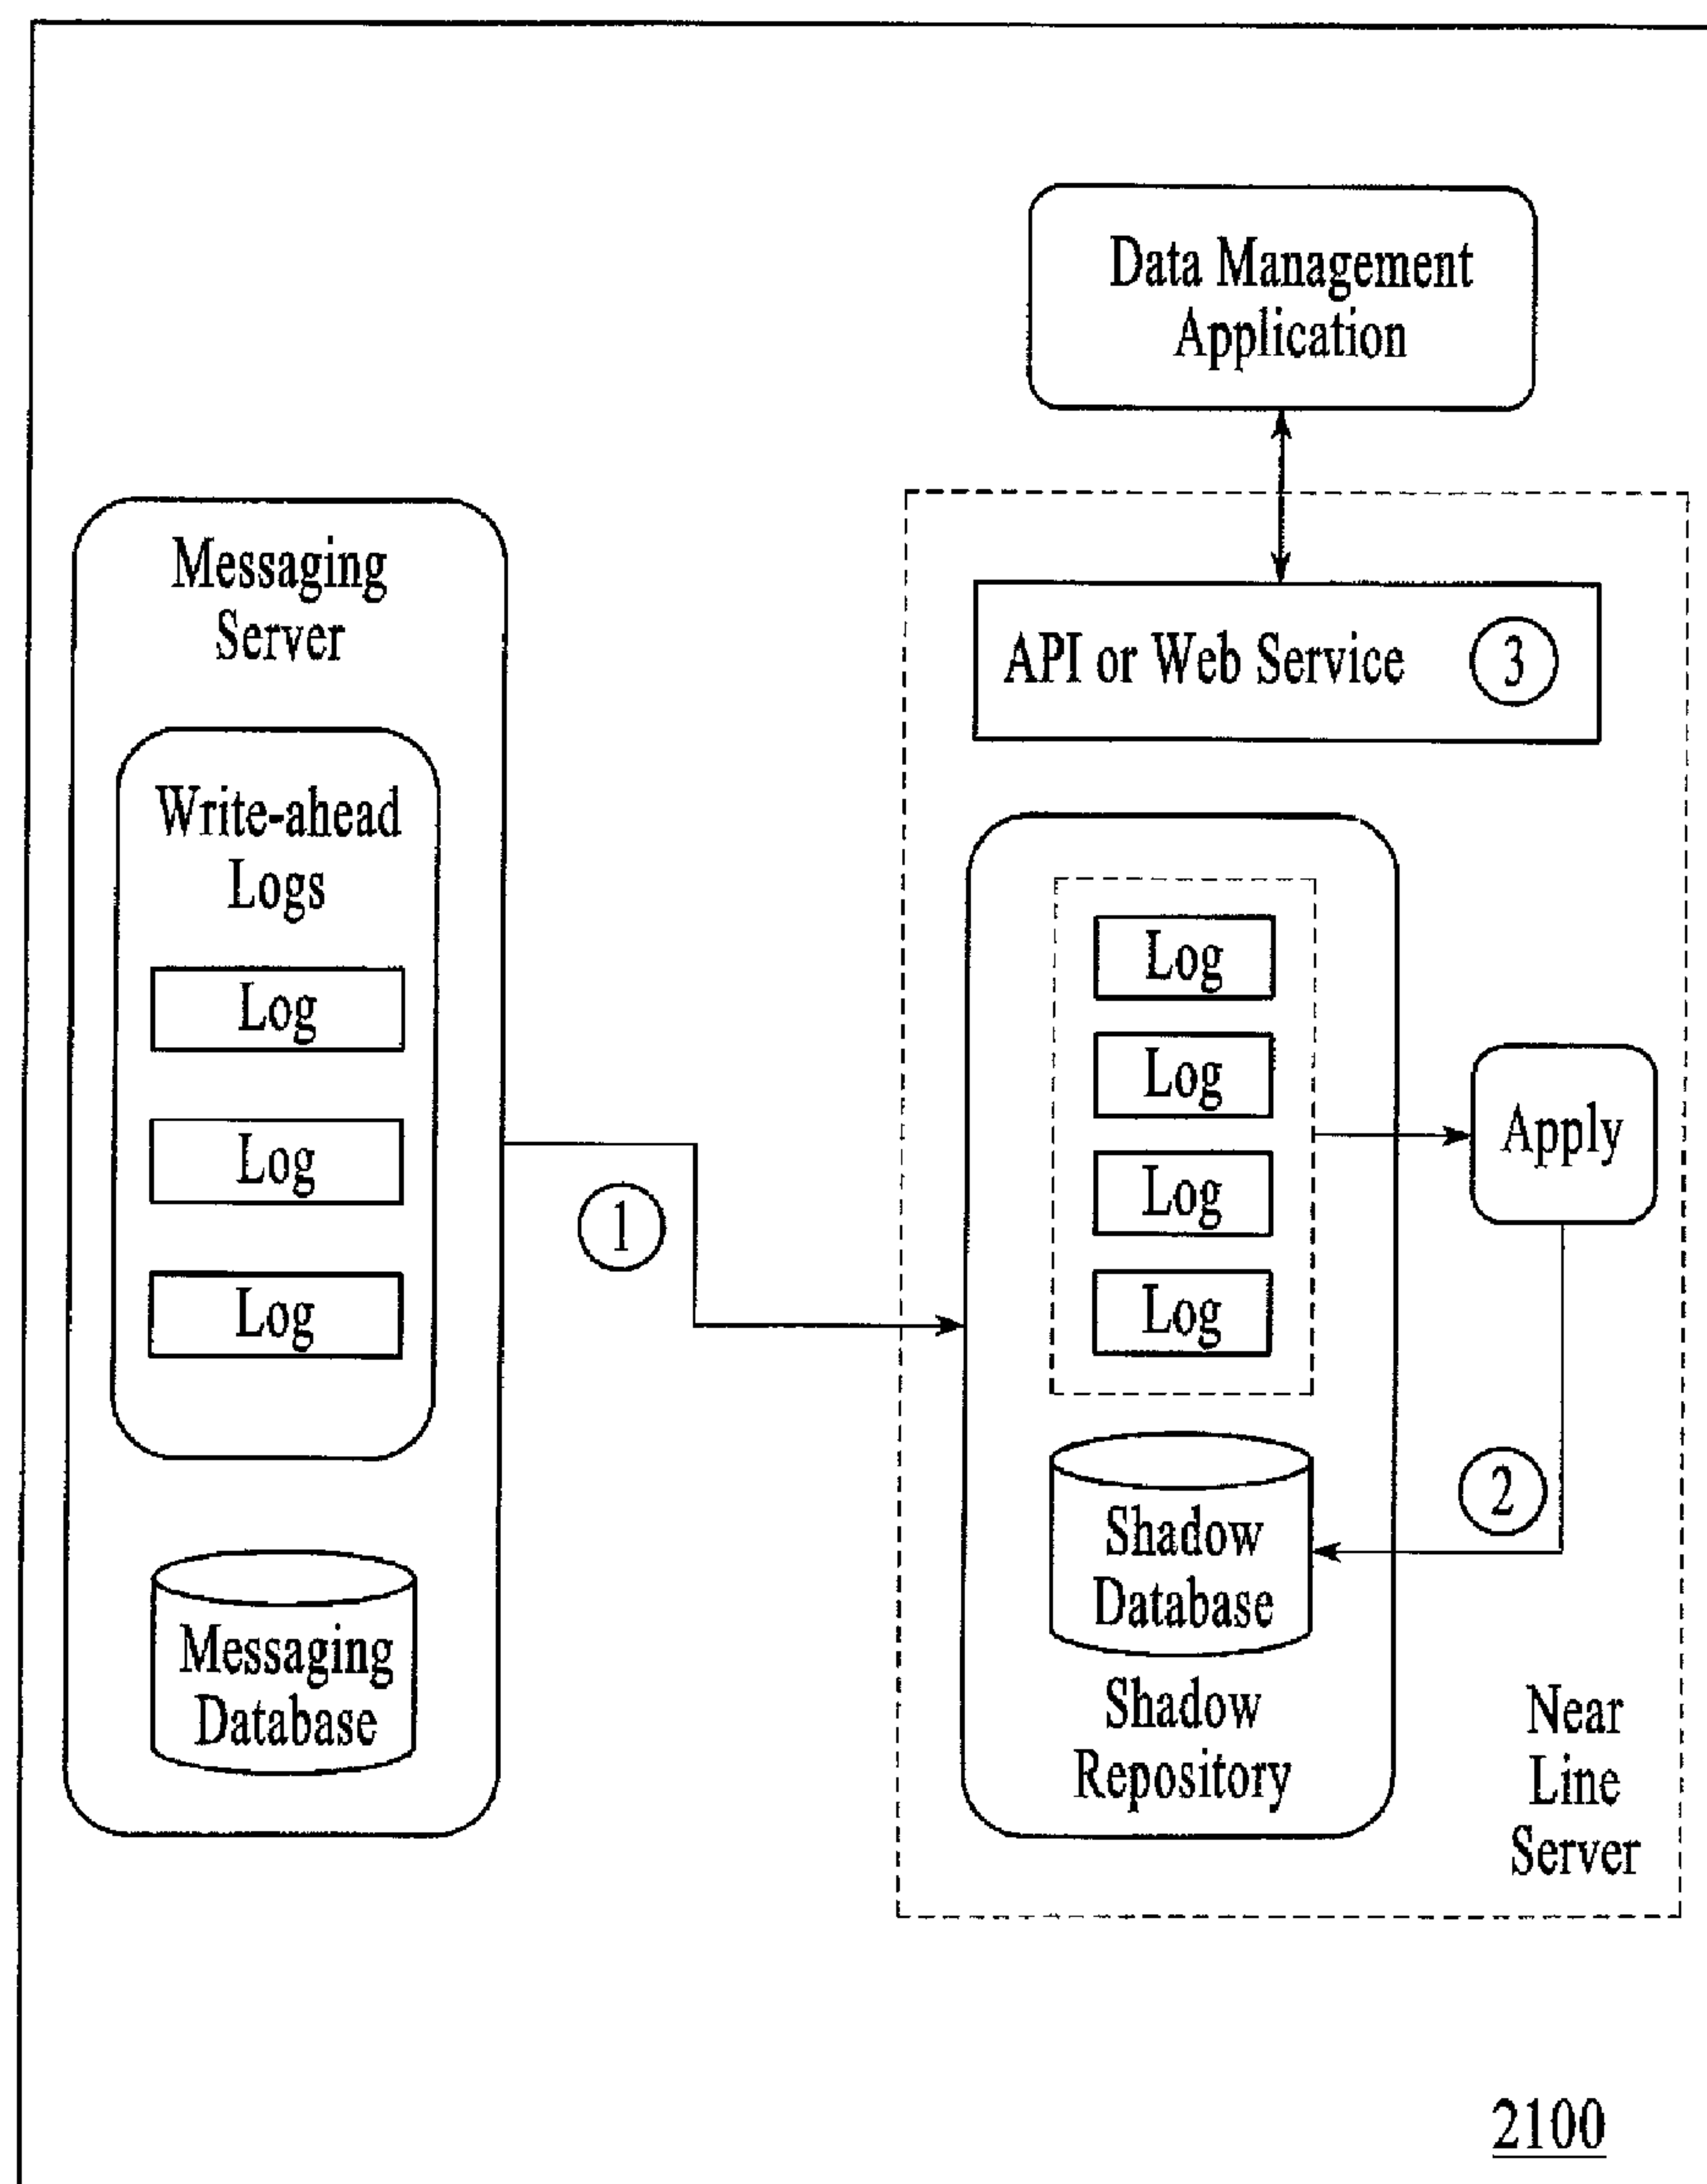 Data Management
Application
Messaging
Server
Write-ahead
Logs
Log
Log
Log
Messaging
Database
1
API or Web Service 3
Log
Log
Log
Log
Apply
2
Shadow
Database
Shadow
Repository
Near
Line
Server
2100